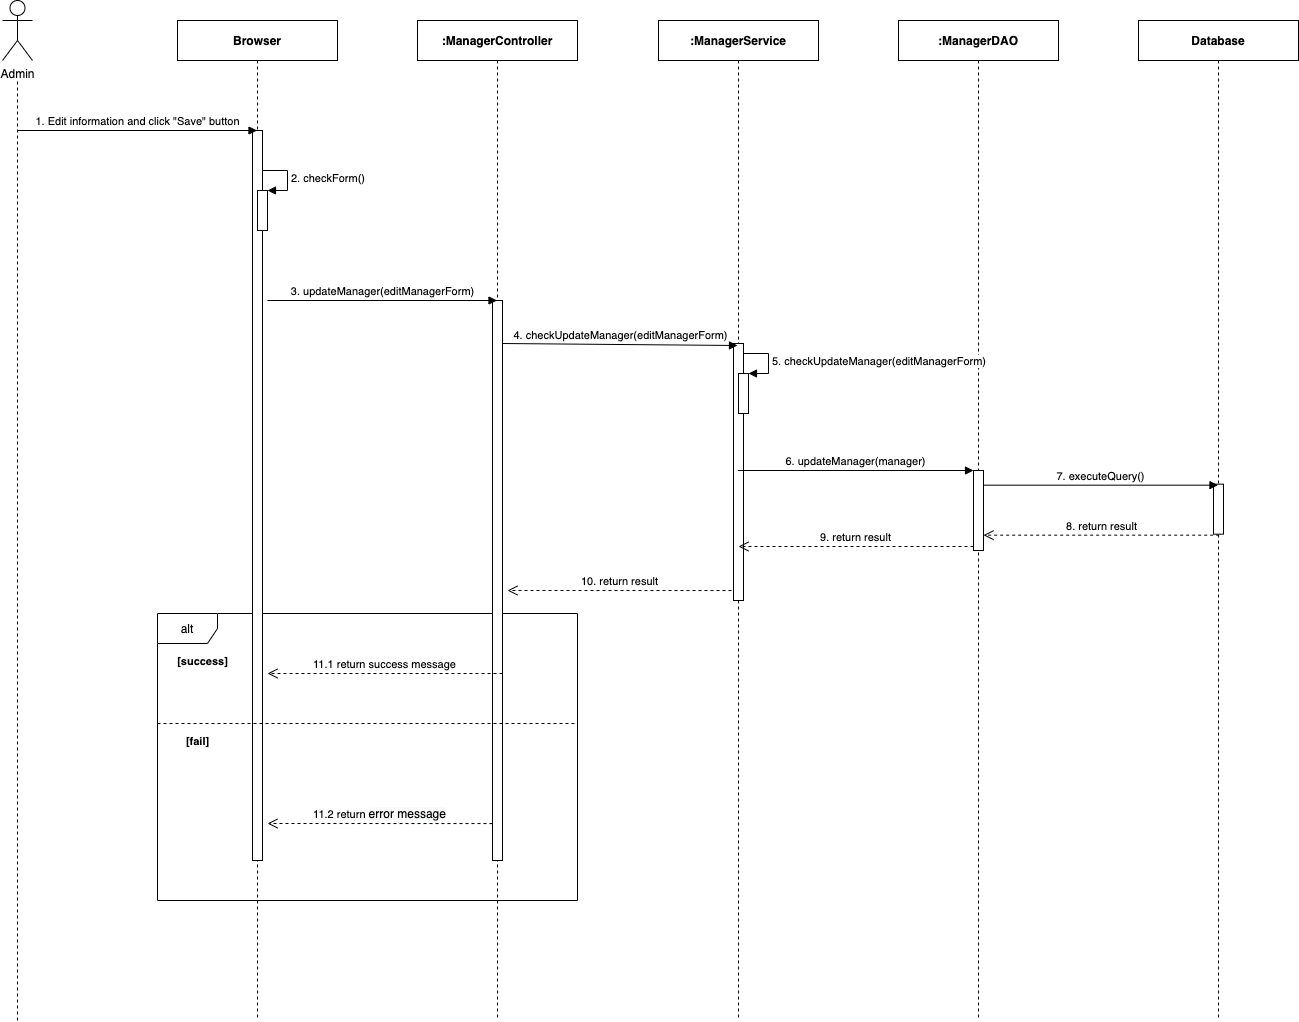 Admin
Browser
:ManagerController
:ManagerService
:ManagerDAO
Database
1. Edit information and click "Save" button
2. checkForm()
3. updateManager(editManagerForm)
4. checkUpdateManager(editManagerForm)
5. checkUpdateManager(editManagerForm)
6. updateManager(manager)
7. executeQuery()
8. return result
9. return result
10. return result
alt
[success]
11.1 return success message
[fail]
11.2 return error message